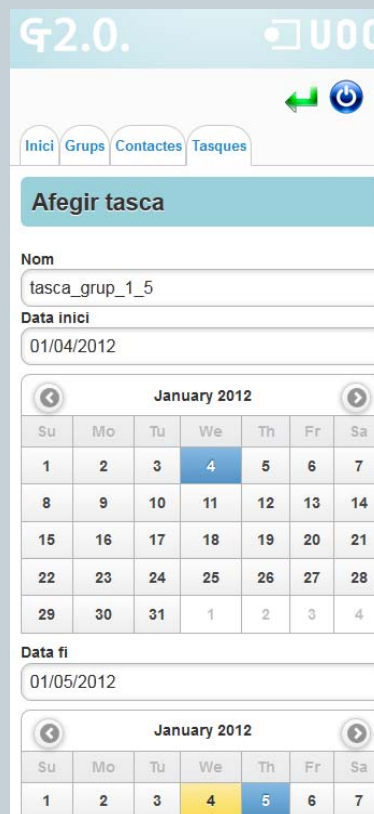 G2.0. UOC
Inici Grups Contactes Tasques
Afegir tasca
Nom
tasca_grup_1_5
Data inici
01/04/2012
January 2012
Su Mo Tu We Th Fr Sa
1 2 3 4 5 6 7
8 9 10 11 12 13 14
15 16 17 18 19 20 21
22 23 24 25 26 27 28
29 30 31 1 2 3 4
Data fi
01/05/2012
January 2012
Su Mo Tu We Th Fr Sa
1 2 3 4 5 6 7